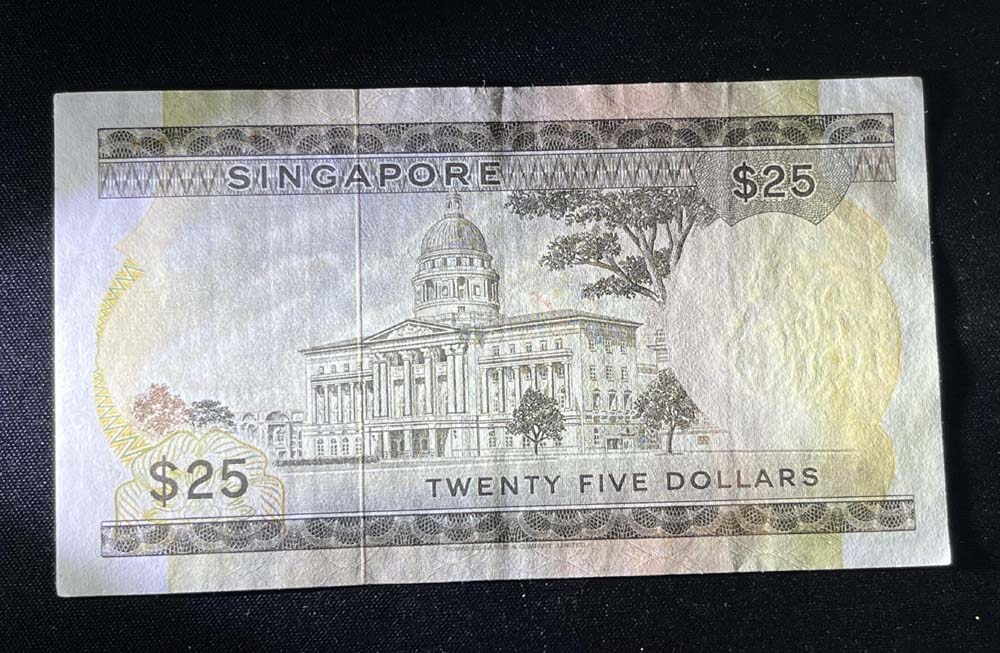 SINGAPORE
$25
$25
TWENTY FIVE DOLLARS